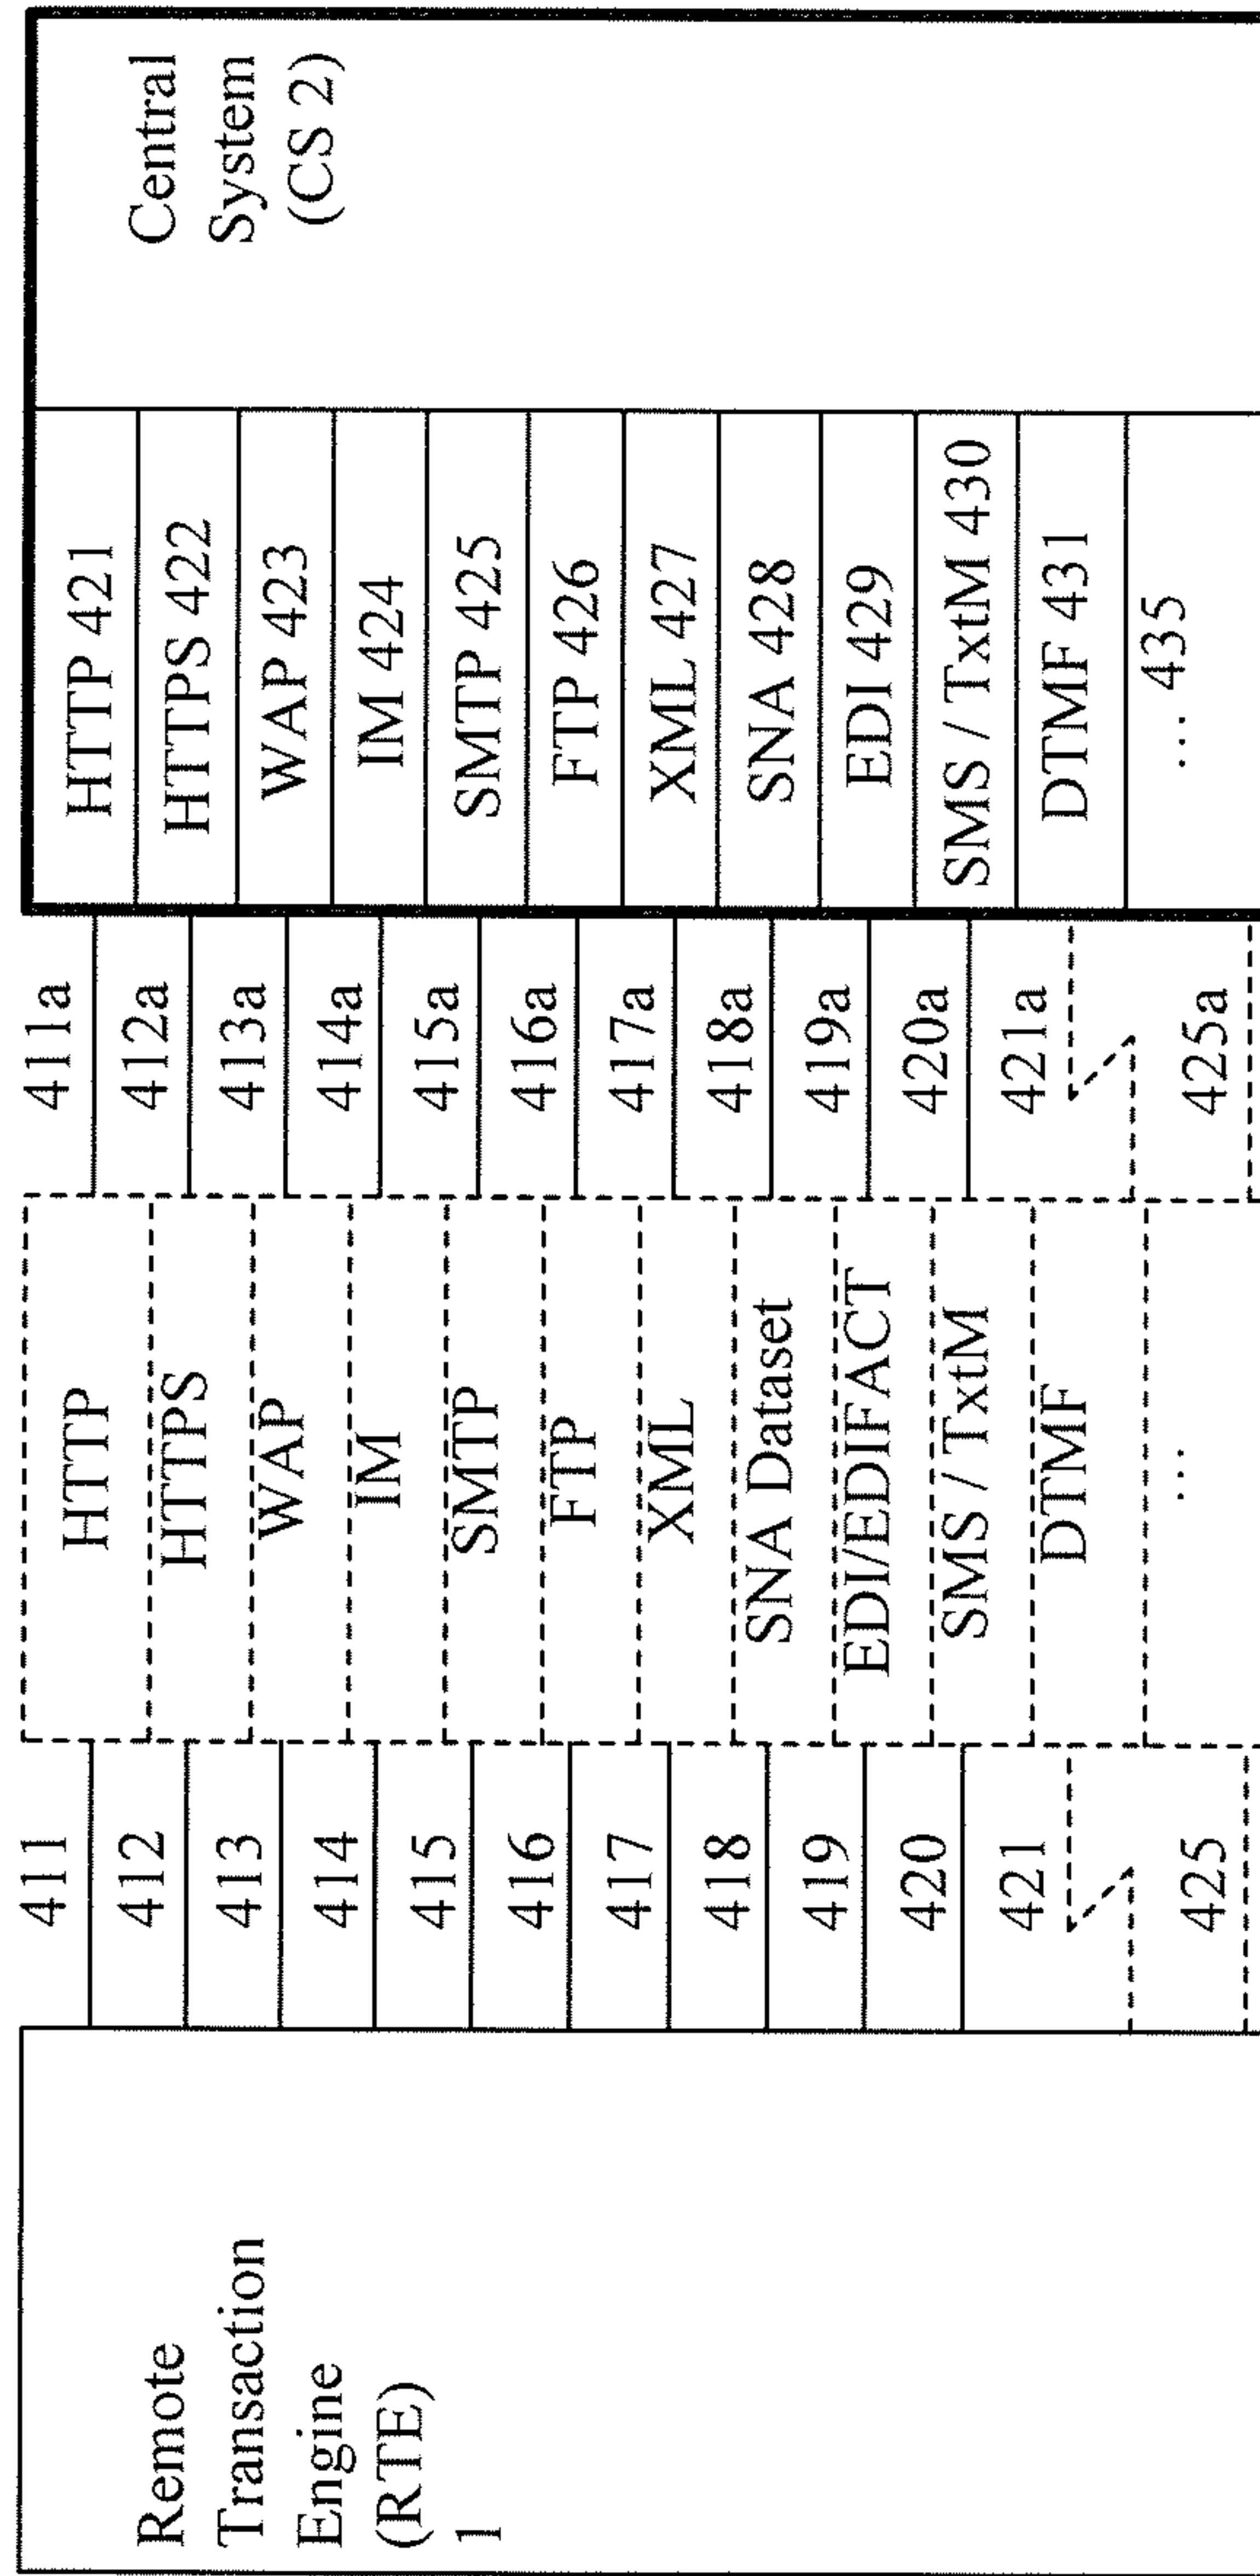 Remote
Transaction
Engine
(RTE)
1
411
412
413
414
415
416
417
418
419
420
421
425
HTTP
HTTPS
WAP
IM
SMTP
FTP
XML
SNA Dataset
EDI/EDIFACT
SMS / TxtM
DTMF
...
411a
412a
413a
414a
415a
416a
417a
418a
419a
420a
421a
425a
HTTP 421
HTTPS 422
WAP 423
IM 424
SMTP 425
FTP 426
XML 427
SNA 428
EDI 429
SMS / TxtM 430
DTMF 431
... 435
Central
System
(CS 2)